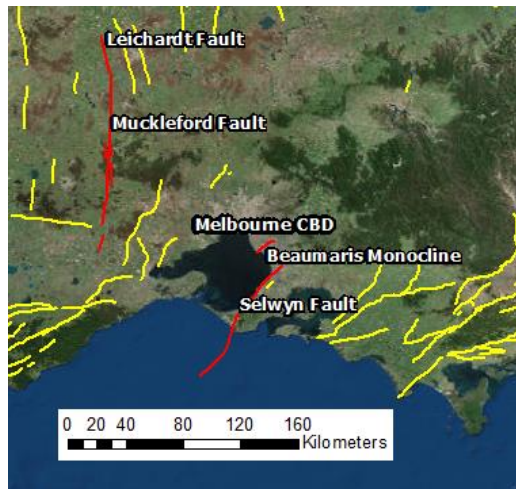 Leichardt Fault
Muckleford Fault
Melbourne CBD
Beaumaris Monocline
Selwyn Fault
0 20 40 80 120 160
Kilometers